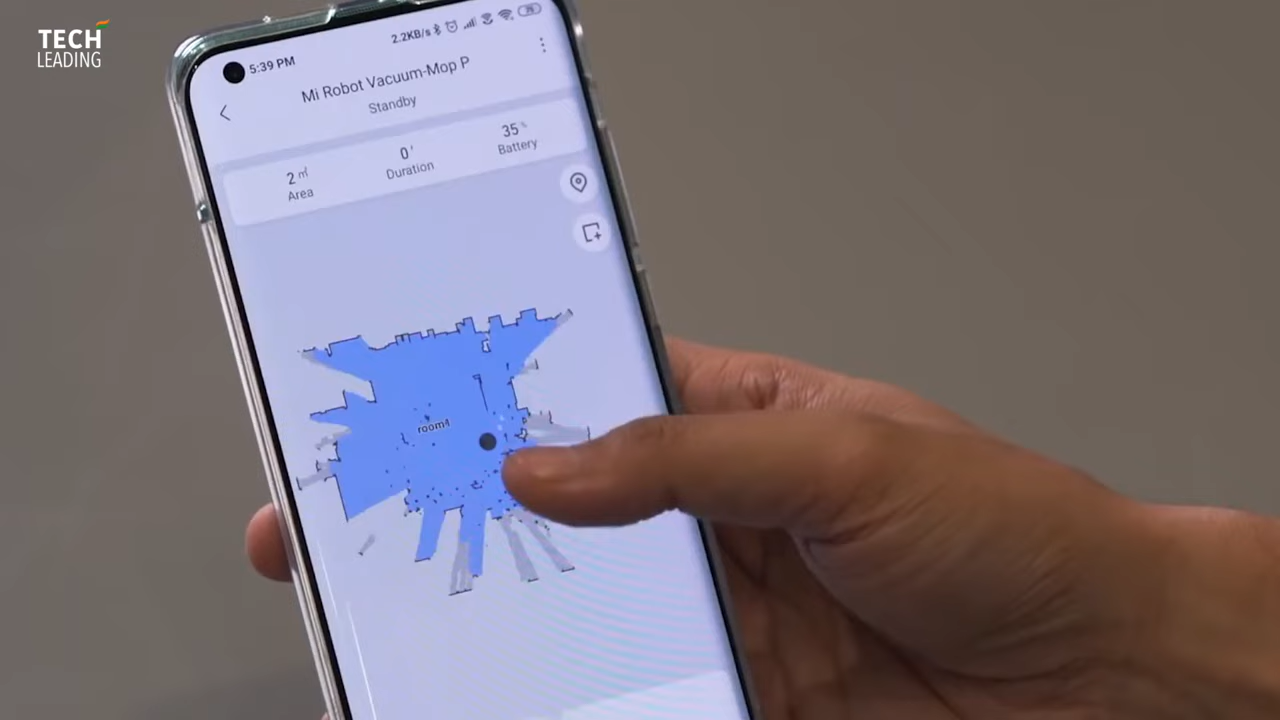 TECH
LEADING
5:39 PM
2.2KB/s
Mi Robot Vacuum-Mop P
Standby
2 ㎡
Area
0'
Duration
35 %
Battery
room4